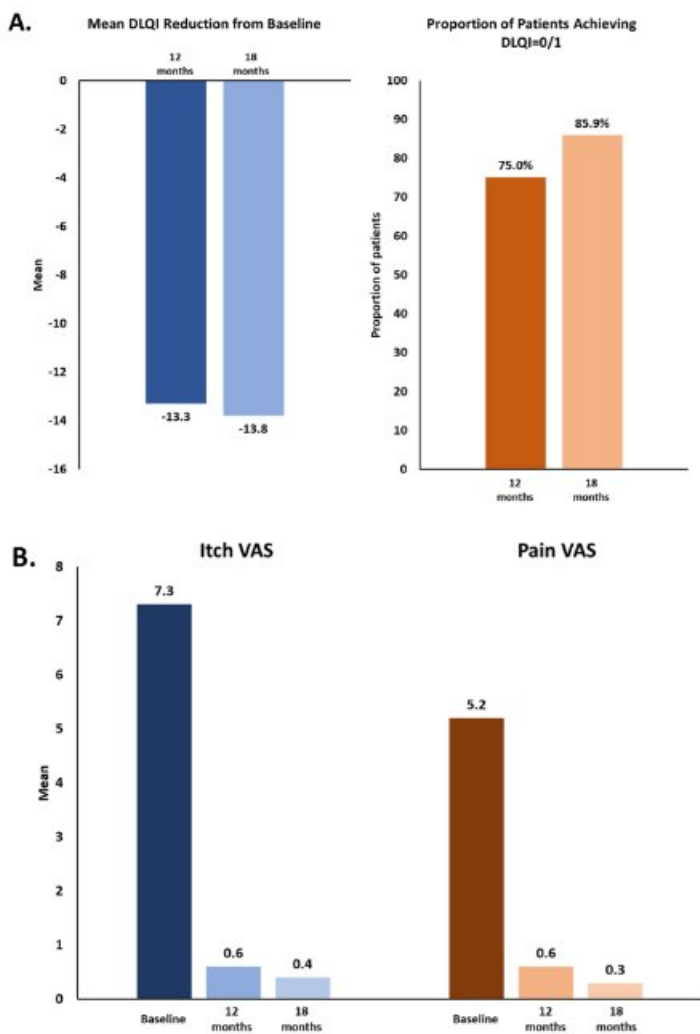 A.
Mean DLQI Reduction from Baseline
12
months
18
months
0
-2
-4
-6
-8
-10
-12
-14
-16
Mean
-13.3
-13.8
Proportion of Patients Achieving
DLQI=0/1
100
90
80
70
60
50
40
30
20
10
0
Proportion of patients
75.0%
85.9%
12
months
18
months
B.
Itch VAS
Pain VAS
8
7
6
5
4
3
2
1
0
Mean
7.3
0.6
0.4
5.2
0.6
0.3
Baseline
12
months
18
months
Baseline
12
months
18
months